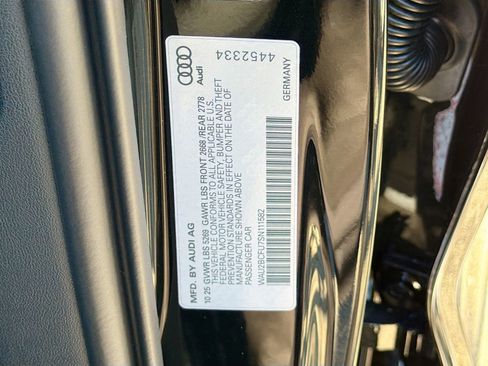 Audi
4452334
MFD. BY AUDI AG
GERMANY
10 25 GVWR LBS 5269 GAWR LBS FRONT 2668 /REAR 2778
THIS VEHICLE CONFORMS TO ALL APPLICABLE U.S.
FEDERAL MOTOR VEHICLE SAFETY, BUMPER AND THEFT
PREVENTION STANDARDS IN EFFECT ON THE DATE OF
MANUFACTURE SHOWN ABOVE
PASSENGER CAR
WAU2BCFU7SN111582